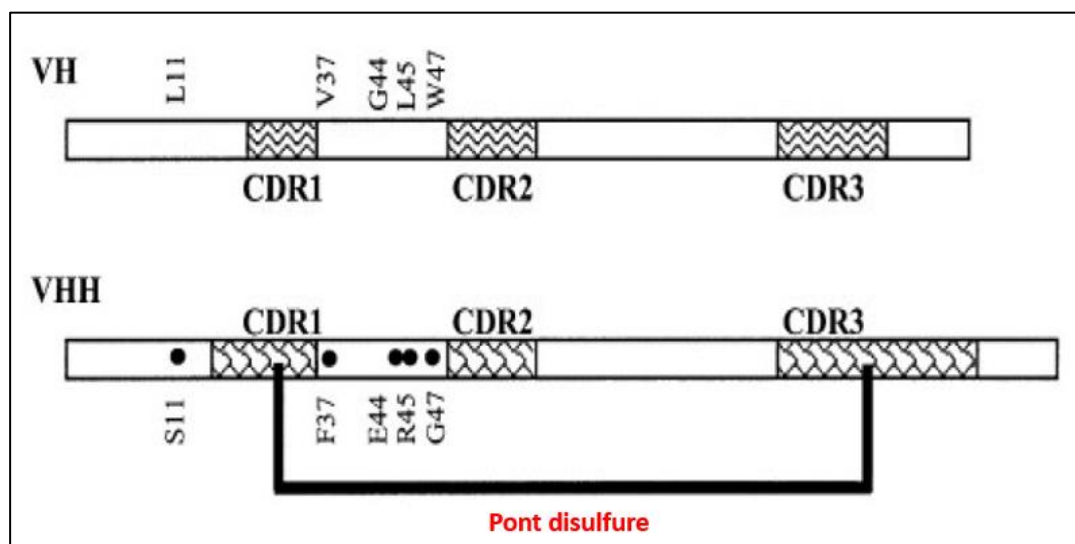 VH
L11 V37 G44 L45 W47
CDR1 CDR2 CDR3
VHH
CDR1 CDR2 CDR3
S11 F37 E44 R45 G47
Pont disulfure